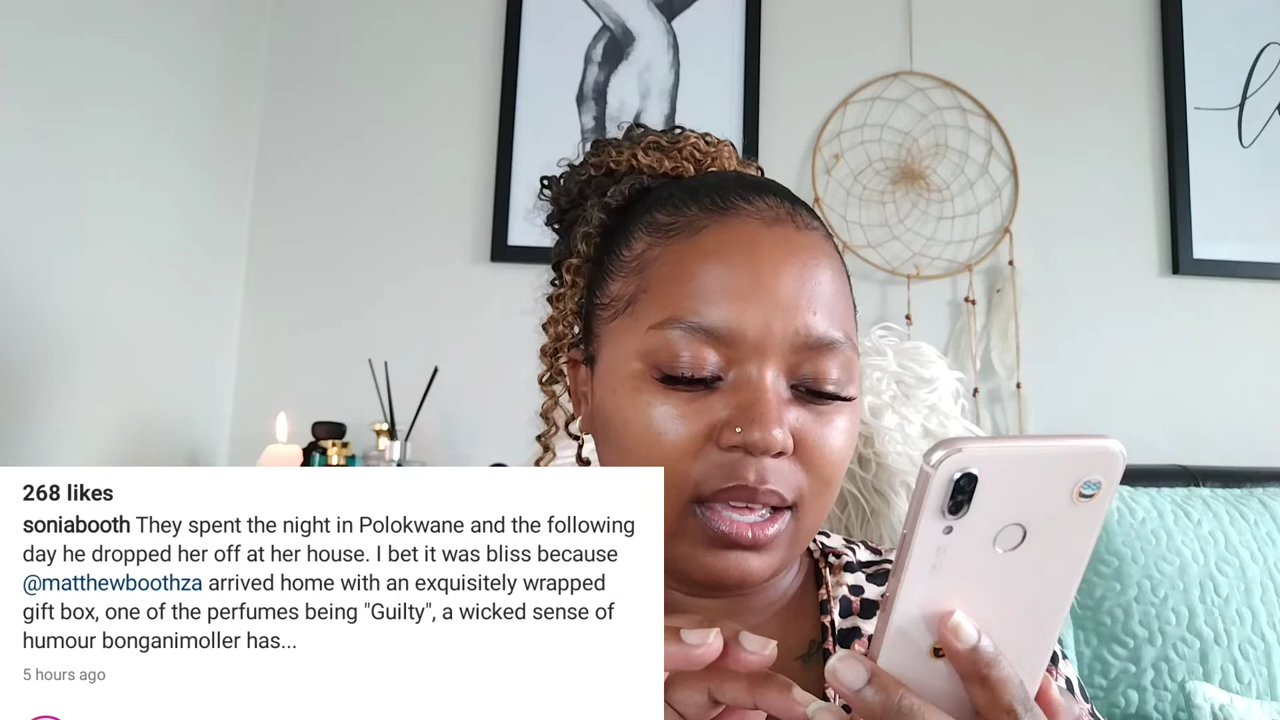 268 likes
soniabooth They spent the night in Polokwane and the following
day he dropped her off at her house. I bet it was bliss because
@matthewboothza arrived home with an exquisitely wrapped
gift box, one of the perfumes being "Guilty", a wicked sense of
humour bonganimoller has...
5 hours ago